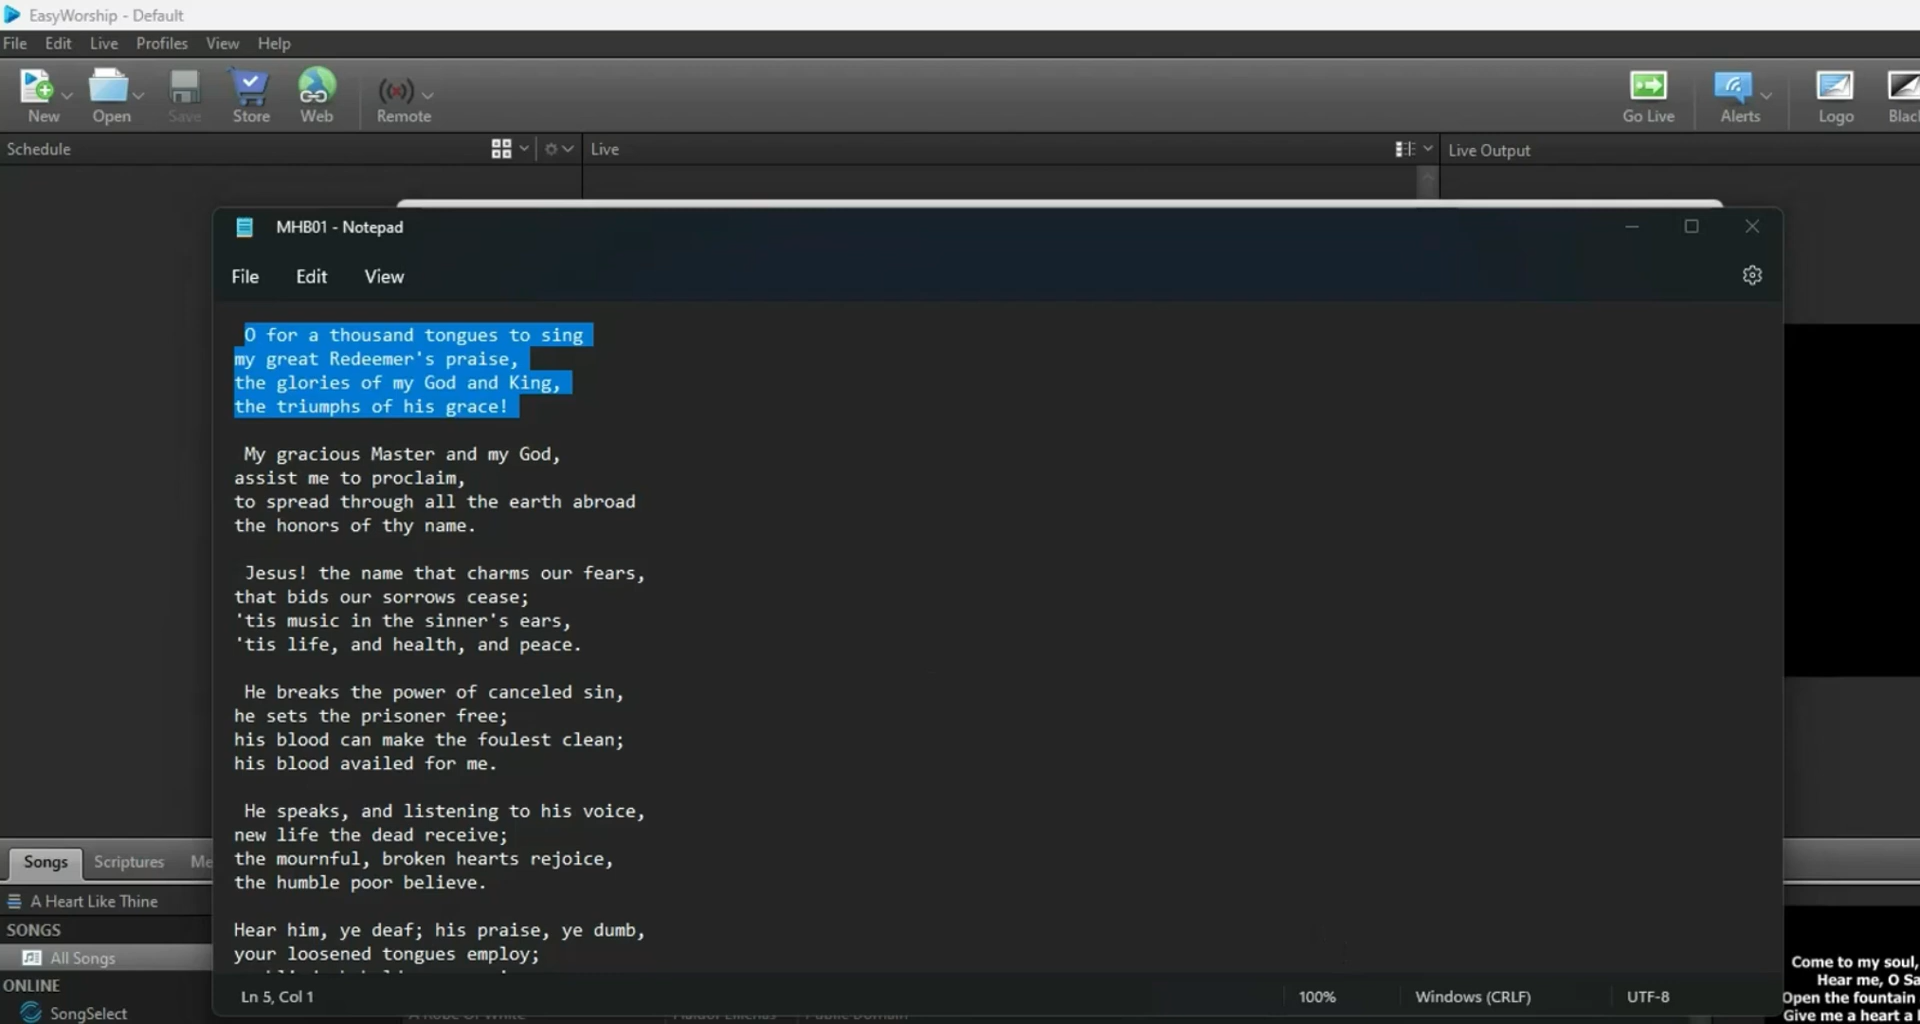 EasyWorship - Default
File Edit Live Profiles View Help
New Open Save Store Web Remote Go Live Alerts Logo
Schedule Live Live Output
MHB01 - Notepad
File Edit View
O for a thousand tongues to sing
my great Redeemer's praise,
the glories of my God and King,
the triumphs of his grace!
My gracious Master and my God,
assist me to proclaim,
to spread through all the earth abroad
the honors of thy name.
Jesus! the name that charms our fears,
that bids our sorrows cease;
'tis music in the sinner's ears,
'tis life, and health, and peace.
He breaks the power of canceled sin,
he sets the prisoner free;
his blood can make the foulest clean;
his blood availed for me.
He speaks, and listening to his voice,
new life the dead receive;
the mournful, broken hearts rejoice,
the humble poor believe.
Hear him, ye deaf; his praise, ye dumb,
your loosened tongues employ;
Songs Scriptures
A Heart Like Thine
SONGS
All Songs
ONLINE
SongSelect
Ln 5, Col 1 100% Windows (CRLF) UTF-8
Come to my soul,
Hear me, O
Open the fountain
Give me a heart a